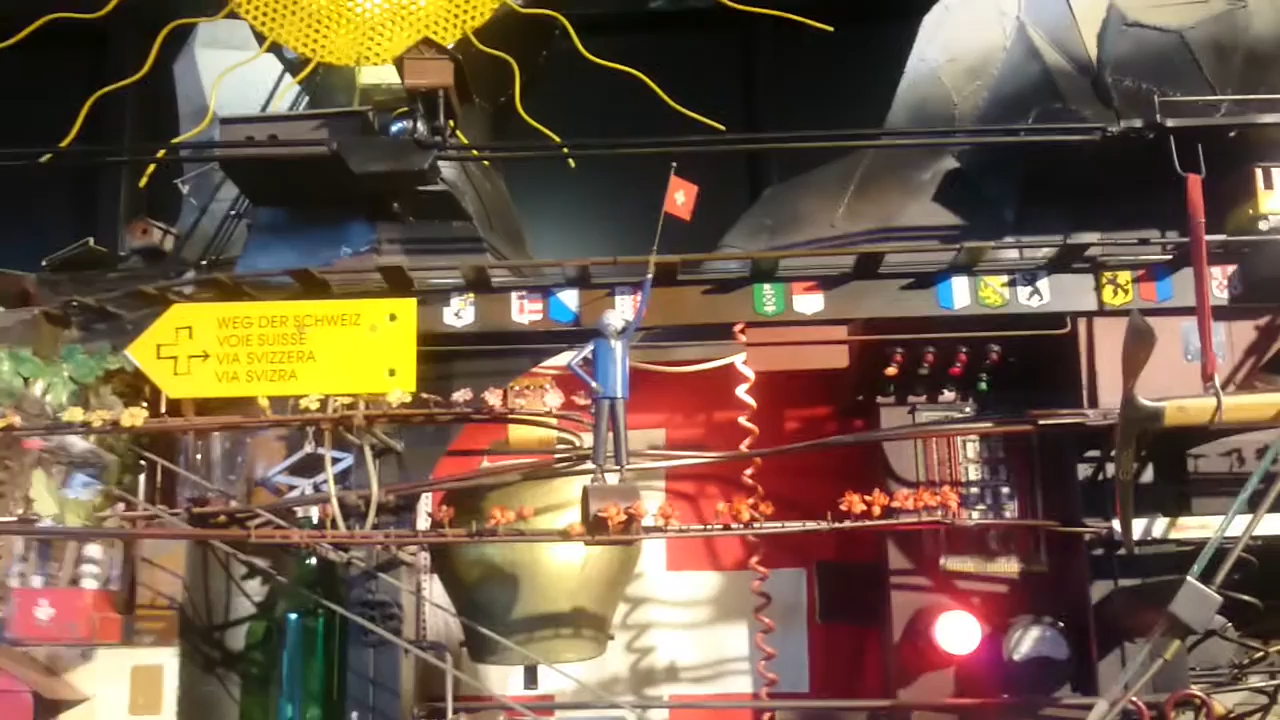 WEG DER SCHWEIZ
VOIE SUISSE
VIA SVIZZERA
VIA SVIZRA